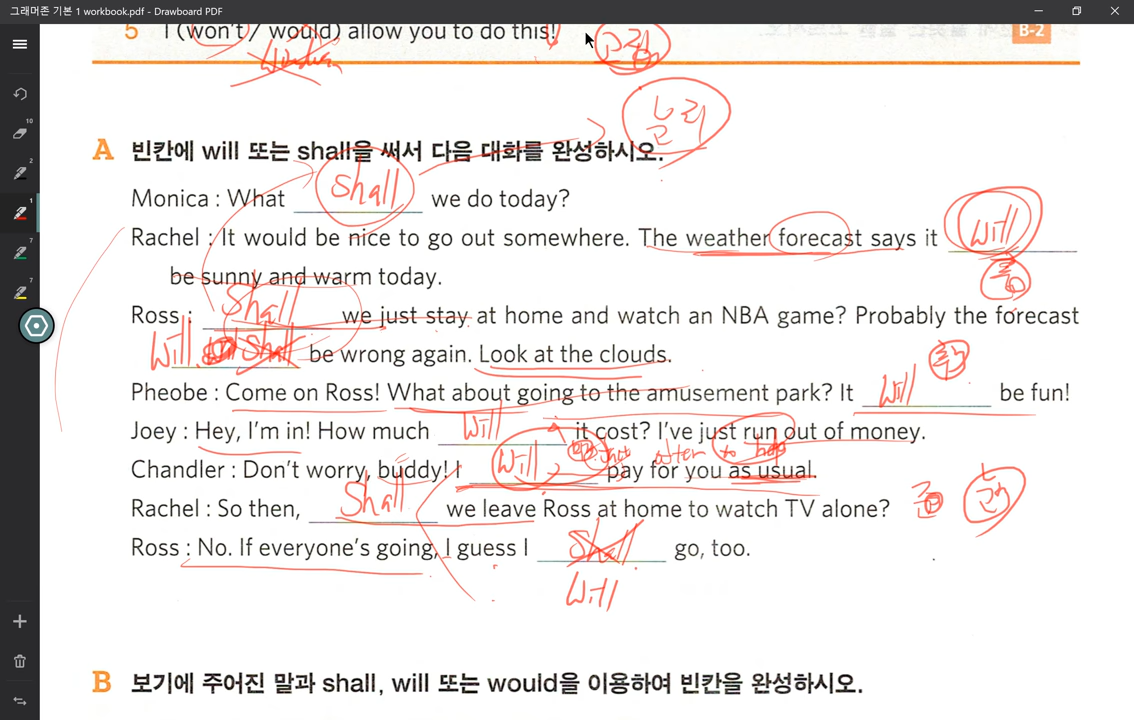 그래머존 기본 1 workbook.pdf - Drawboard PDF
5 I (won't / would) allow you to do this!
B-2
A 빈칸에 will 또는 shall을 써서 다음 대화를 완성하시오.
논리
Monica : What shall we do today?
Rachel : It would be nice to go out somewhere. The weather forecast says it will
be sunny and warm today.
Ross : Shall we just stay at home and watch an NBA game? Probably the forecast
Will Shall be wrong again. Look at the clouds.
Pheobe : Come on Ross! What about going to the amusement park? It will be fun!
Joey : Hey, I'm in! How much will it cost? I've just run out of money.
Chandler : Don't worry, buddy! I will pay for you as usual.
Rachel : So then, Shall we leave Ross at home to watch TV alone?
Ross : No. If everyone's going, I guess I Shall go, too.
Will
B 보기에 주어진 말과 shall, will 또는 would을 이용하여 빈칸을 완성하시오.
10
2
1
7
7